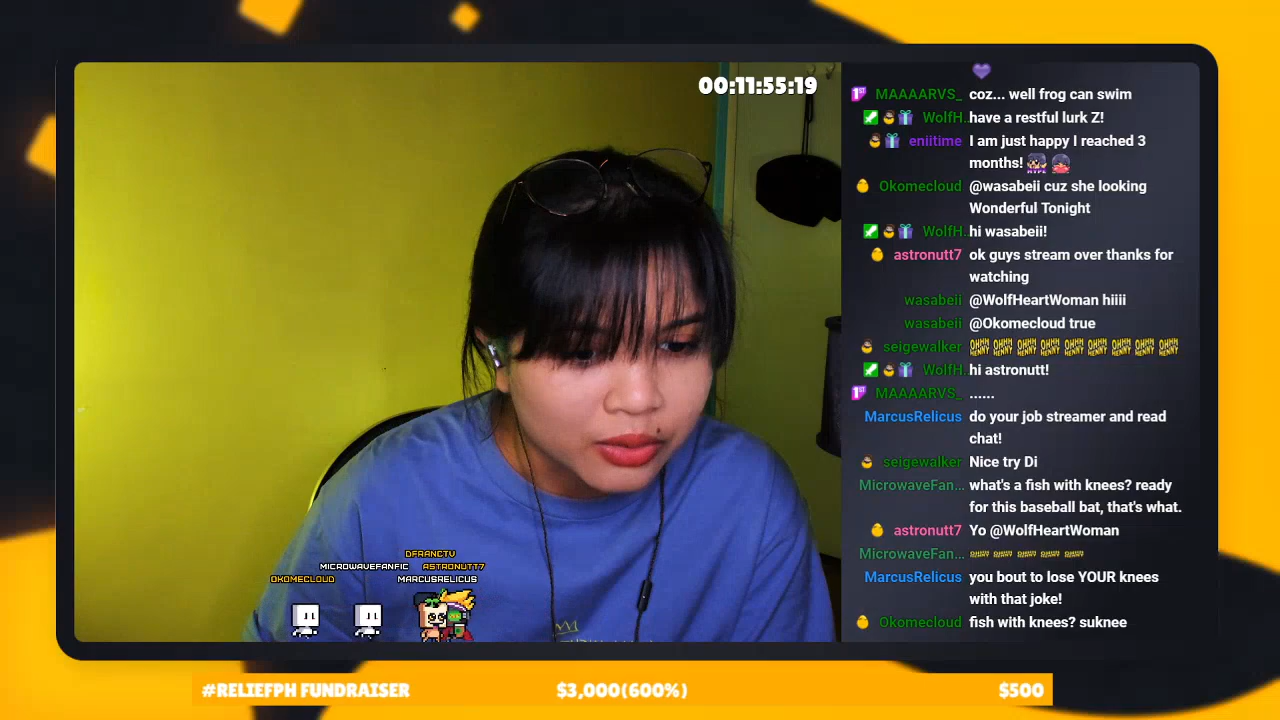 00:11:55:19
MAAAARVS_ coz... well frog can swim
WolfH. have a restful lurk Z!
eniitime I am just happy I reached 3
months!
Okomecloud @wasabeii cuz she looking
Wonderful Tonight
WolfH. hi wasabeii!
astronutt7 ok guys stream over thanks for
watching
wasabeii @WolfHeartWoman hiiii
wasabeii @Okomecloud true
seigewalker
WolfH. hi astronutt!
MAAAARVS_ ......
MarcusRelicus do your job streamer and read
chat!
seigewalker Nice try Di
MicrowaveFan... what's a fish with knees? ready
for this baseball bat, that's what.
astronutt7 Yo @WolfHeartWoman
MicrowaveFan...
MarcusRelicus you bout to lose YOUR knees
with that joke!
Okomecloud fish with knees? suknee
DFRANCTV
MICROWAVEFANFIC ASTRONUTT7
OKOMECLOUD MARCUSRELICUS
#RELIEFPH FUNDRAISER $3,000(600%) $500